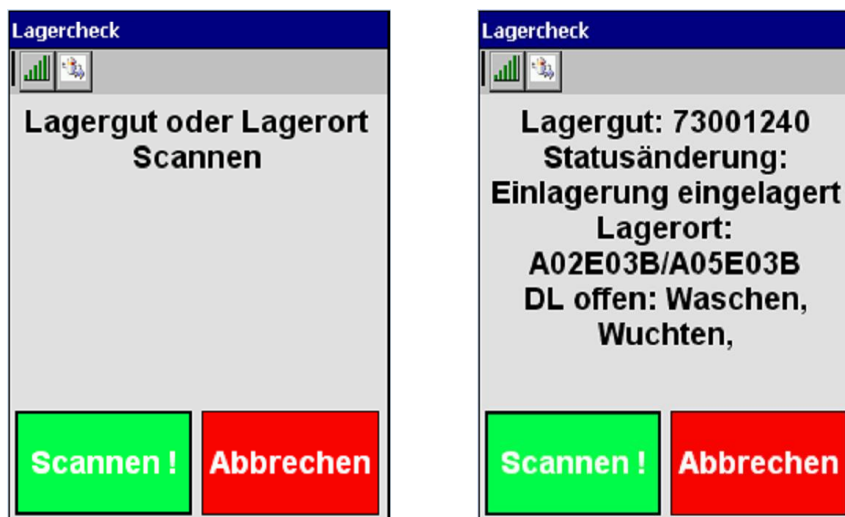 Lagercheck
Lagergut oder Lagerort
Scannen
Scannen !
Abbrechen
Lagercheck
Lagergut: 73001240
Statusänderung:
Einlagerung eingelagert
Lagerort:
A02E03B/A05E03B
DL offen: Waschen,
Wuchten,
Scannen !
Abbrechen